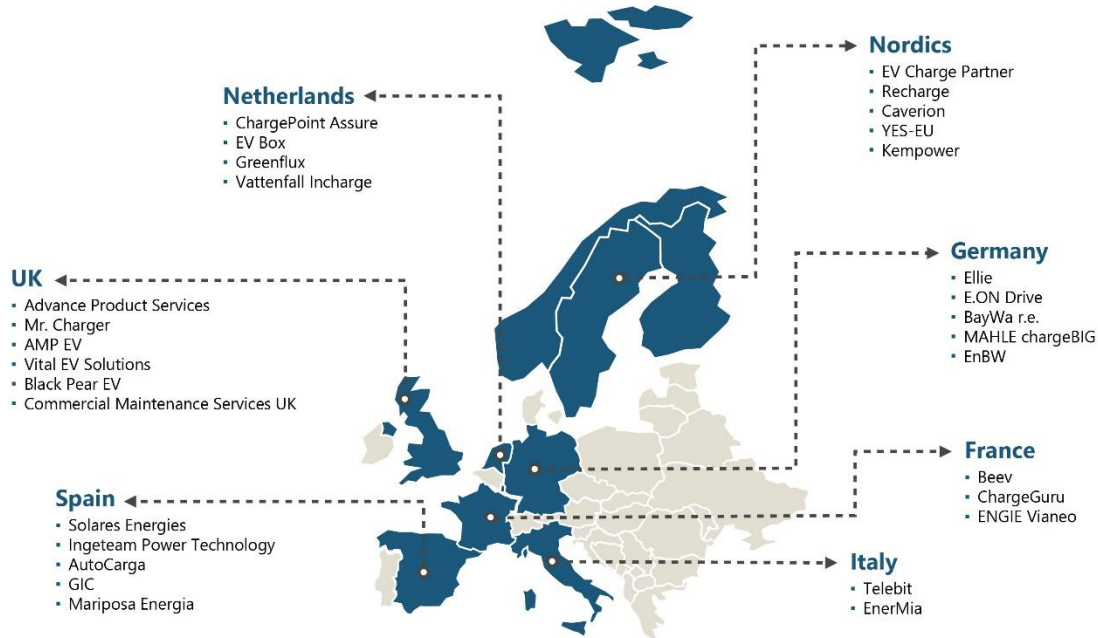 Nordics
EV Charge Partner
Recharge
Caverion
YES-EU
Kempower
Netherlands
ChargePoint Assure
EV Box
Greenflux
Vattenfall Incharge
Germany
Ellie
E.ON Drive
BayWa r.e.
MAHLE chargeBIG
EnBW
UK
Advance Product Services
Mr. Charger
AMP EV
Vital EV Solutions
Black Pear EV
Commercial Maintenance Services UK
France
Beev
ChargeGuru
ENGIE Vianeo
Spain
Solares Energies
Ingeteam Power Technology
AutoCarga
GIC
Mariposa Energia
Italy
Telebit
EnerMia